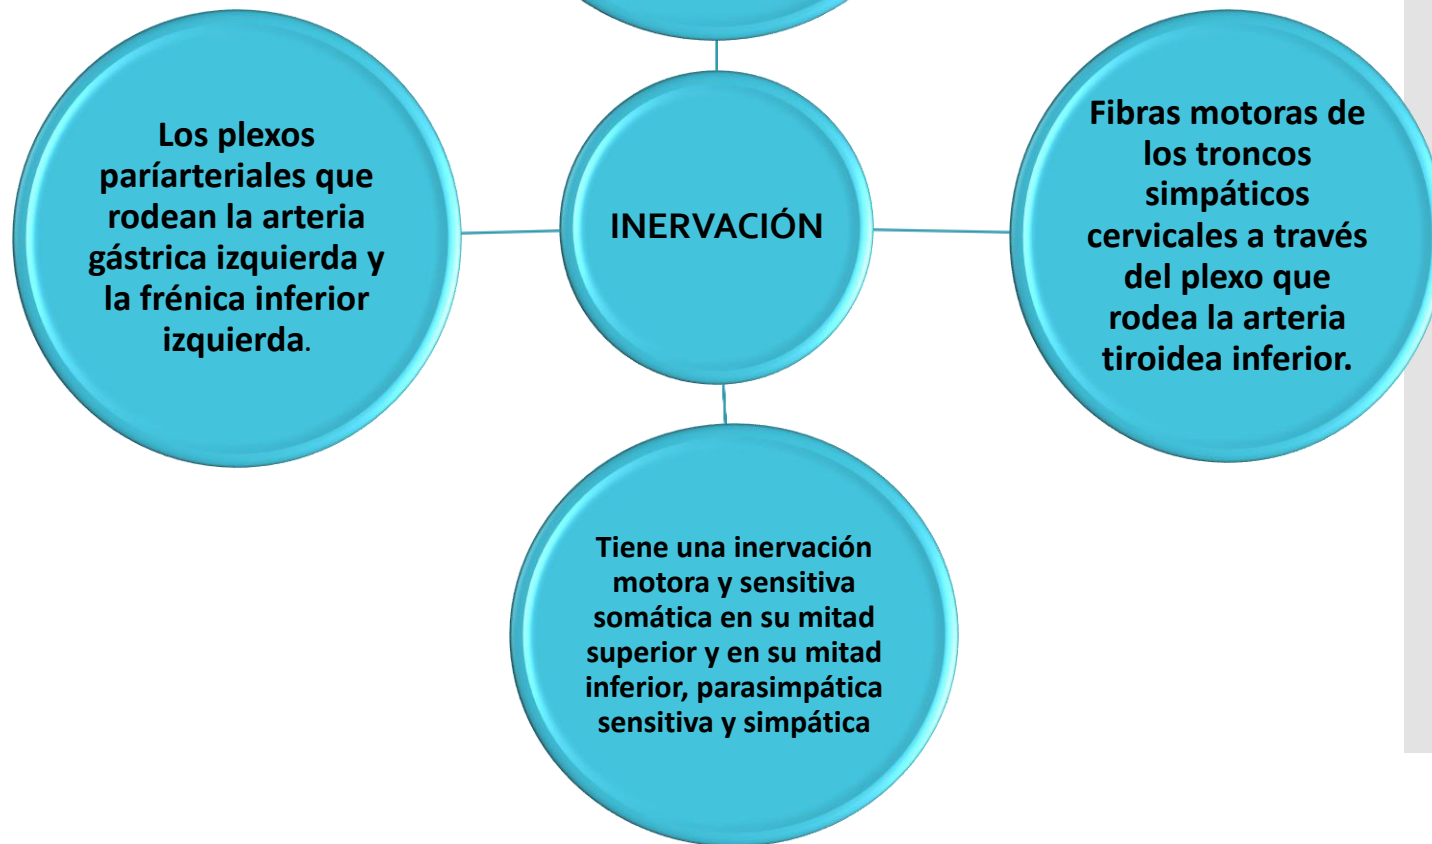 Los plexos
paríarteriales que
rodean la arteria
gástrica izquierda y
la frénica inferior
izquierda.
INERVACIÓN
Fibras motoras de
los troncos
simpáticos
cervicales a través
del plexo que
rodea la arteria
tiroidea inferior.
Tiene una inervación
motora y sensitiva
somática en su mitad
superior y en su mitad
inferior, parasimpática
sensitiva y simpática